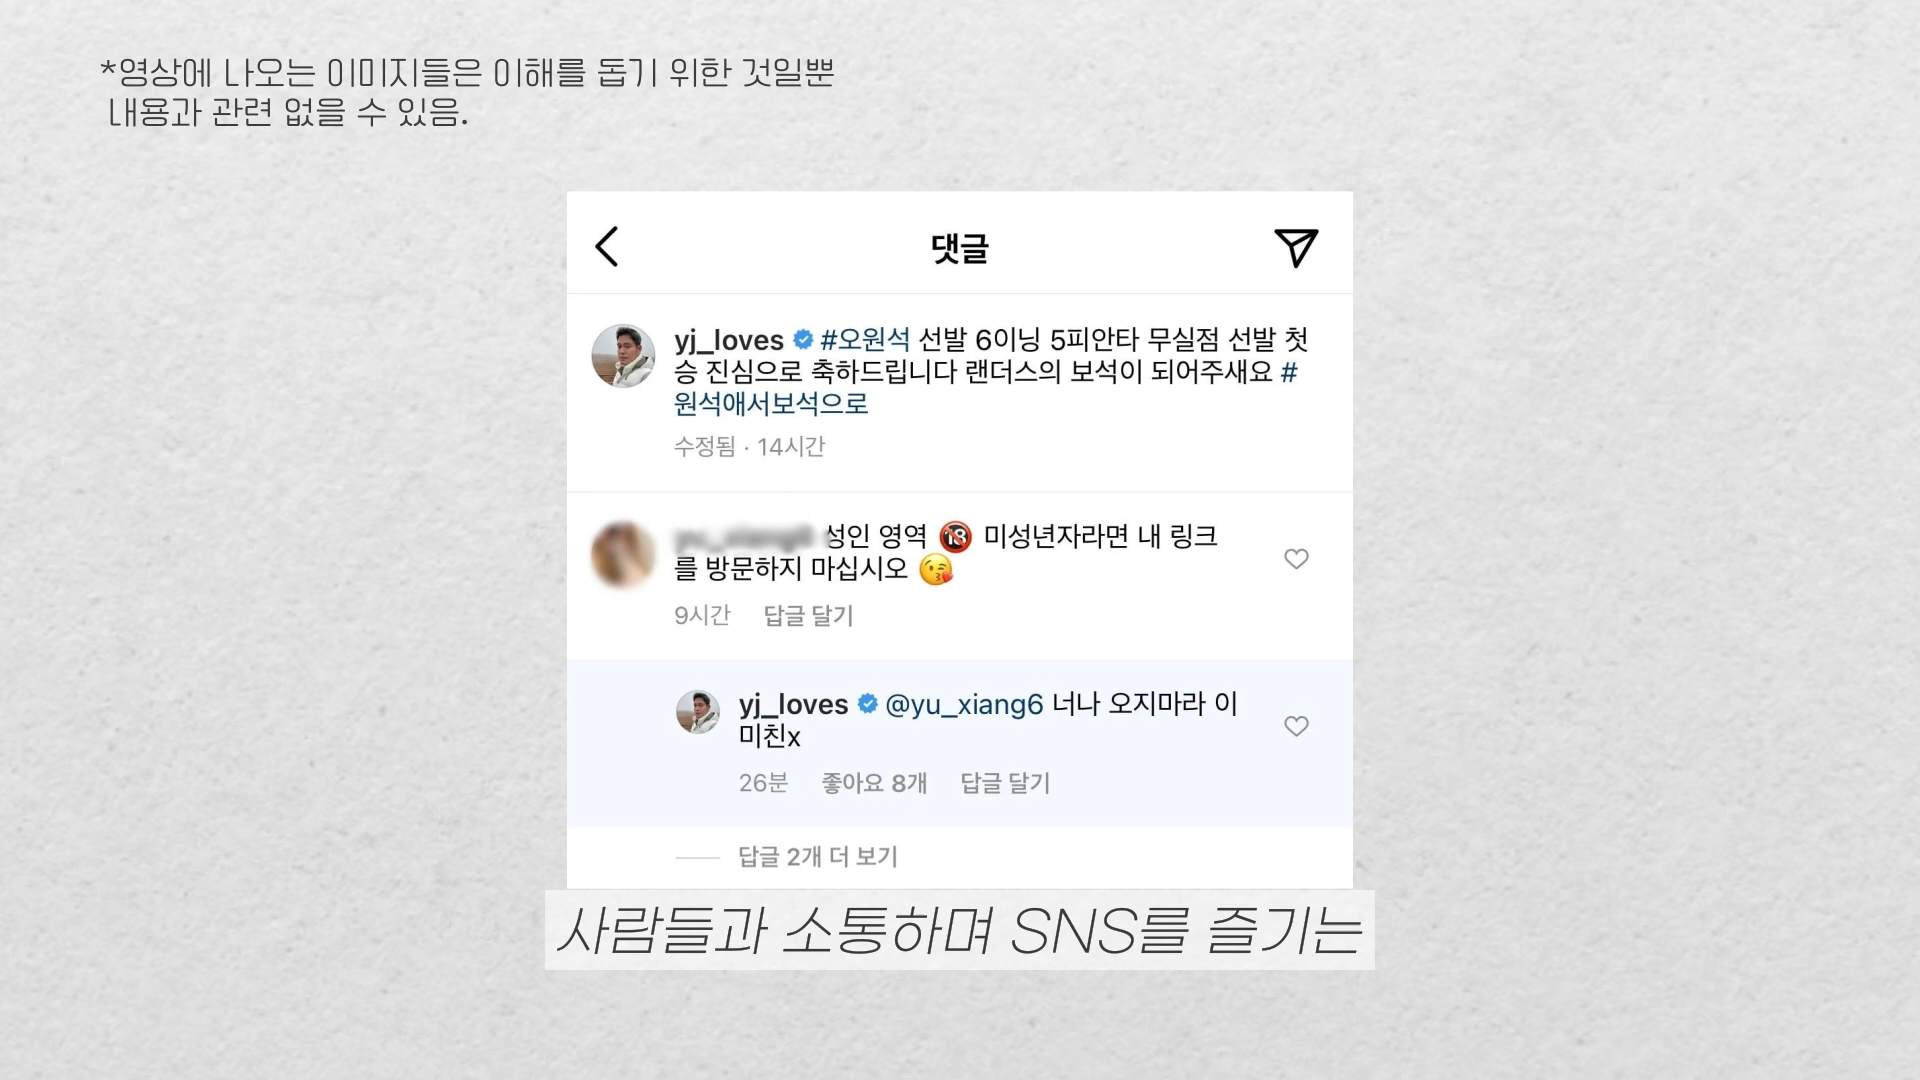 *영상에 나오는 이미지들은 이해를 돕기 위한 것일뿐
내용과 관련 없을 수 있음.
댓글
yj_loves #오원석 선발 6이닝 5피안타 무실점 선발 첫
승 진심으로 축하드립니다 랜더스의 보석이 되어주새요 #
원석애서보석으로
수정됨 · 14시간
성인 영역 🔞 미성년자라면 내 링크
를 방문하지 마십시오 😘
9시간 답글 달기
yj_loves @yu_xiang6 너나 오지마라 이
미친x
26분 좋아요 8개 답글 달기
답글 2개 더 보기
사람들과 소통하며 SNS를 즐기는